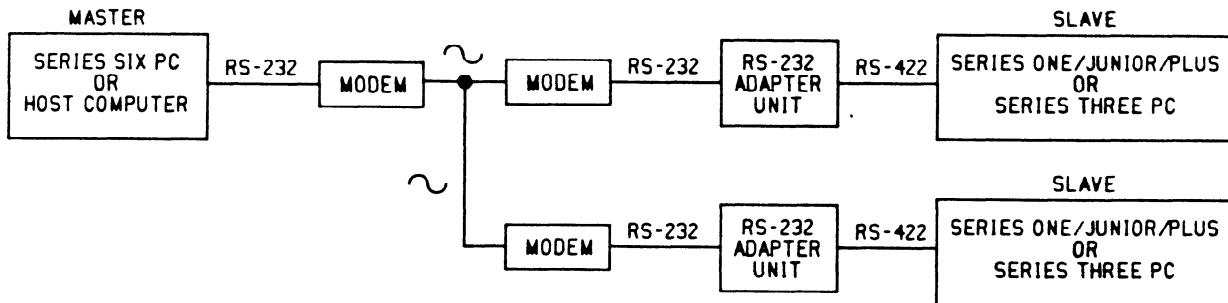 MASTER
SERIES SIX PC
OR
HOST COMPUTER
RS-232
MODEM
MODEM
RS-232
RS-232
ADAPTER
UNIT
RS-422
SLAVE
SERIES ONE/JUNIOR/PLUS
OR
SERIES THREE PC
MODEM
RS-232
RS-232
ADAPTER
UNIT
RS-422
SLAVE
SERIES ONE/JUNIOR/PLUS
OR
SERIES THREE PC